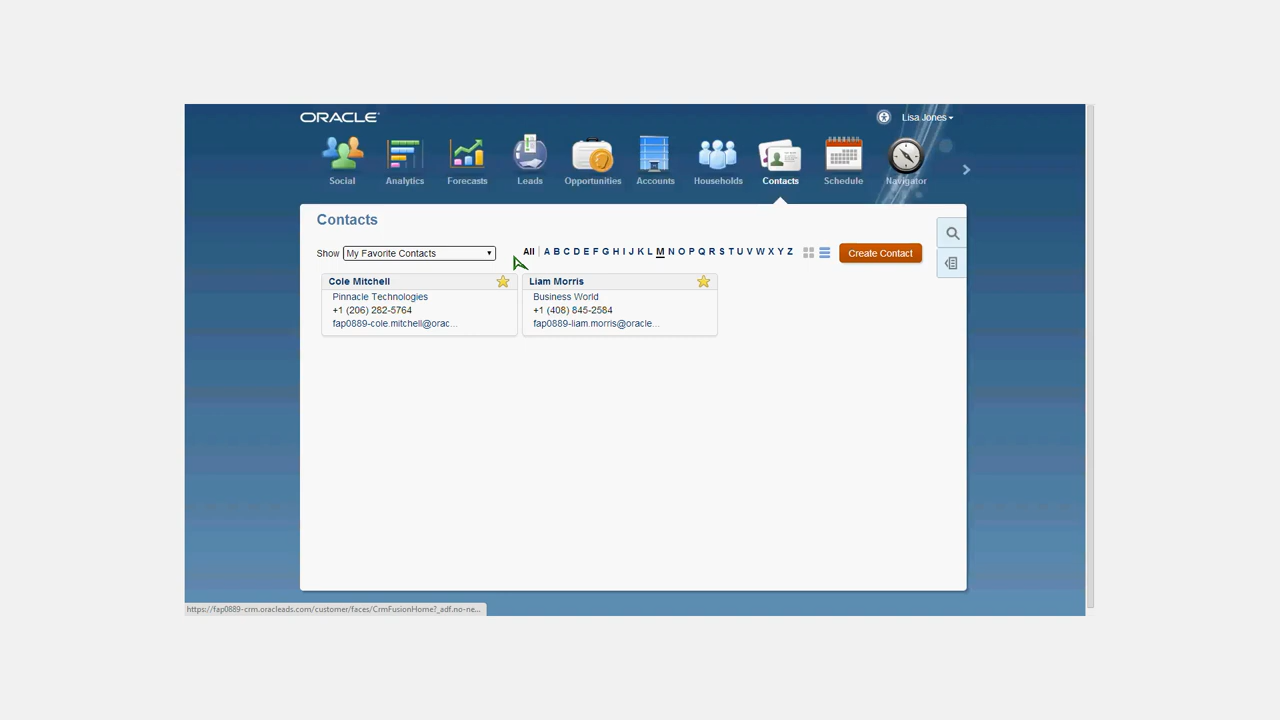 ORACLE
Lisa Jones
Social Analytics Forecasts Leads Opportunities Accounts Households Contacts Schedule Navigator
Contacts
Show My Favorite Contacts All A B C D E F G H I J K L M N O P Q R S T U V W X Y Z Create Contact
Cole Mitchell
Pinnacle Technologies
+1 (206) 282-5764
fap0889-cole.mitchell@orac...
Liam Morris
Business World
+1 (408) 845-2584
fap0889-liam.morris@oracle...
https://fap0889-crm.oracleads.com/customer/faces/CrmFusionHome?_adf.no-ne...